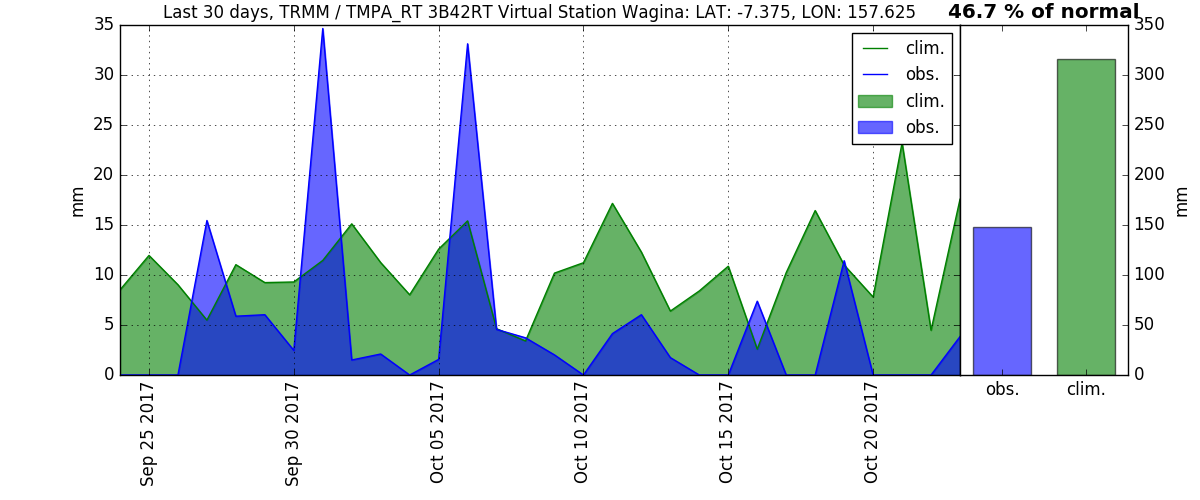 Last 30 days, TRMM / TMPA_RT 3B42RT Virtual Station Wagina: LAT: -7.375, LON: 157.625
46.7 % of normal
35
30
25
20
15
10
5
0
mm
Sep 25 2017
Sep 30 2017
Oct 05 2017
Oct 10 2017
Oct 15 2017
Oct 20 2017
clim.
obs.
clim.
obs.
350
300
250
200
150
100
50
0
mm
obs.
clim.